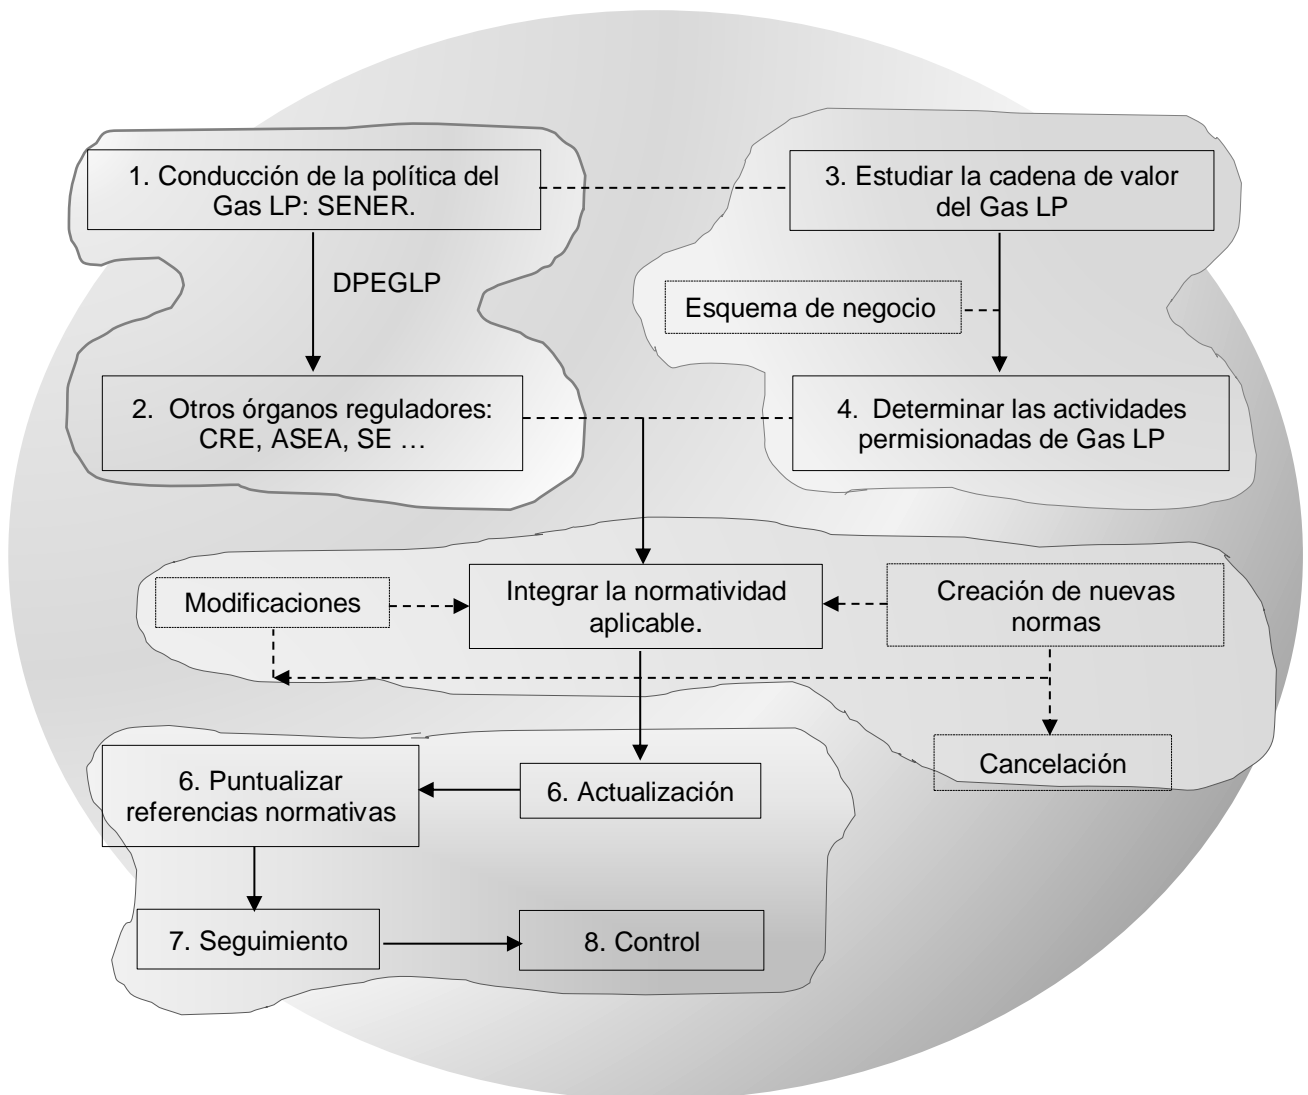 1. Conducción de la política del
Gas LP: SENER.
3. Estudiar la cadena de valor
del Gas LP
DPEGLP
Esquema de negocio
2. Otros órganos reguladores:
CRE, ASEA, SE …
4. Determinar las actividades
permisionadas de Gas LP
Modificaciones
Integrar la normatividad
aplicable.
Creación de nuevas
normas
Cancelación
6. Puntualizar
referencias normativas
6. Actualización
7. Seguimiento
8. Control